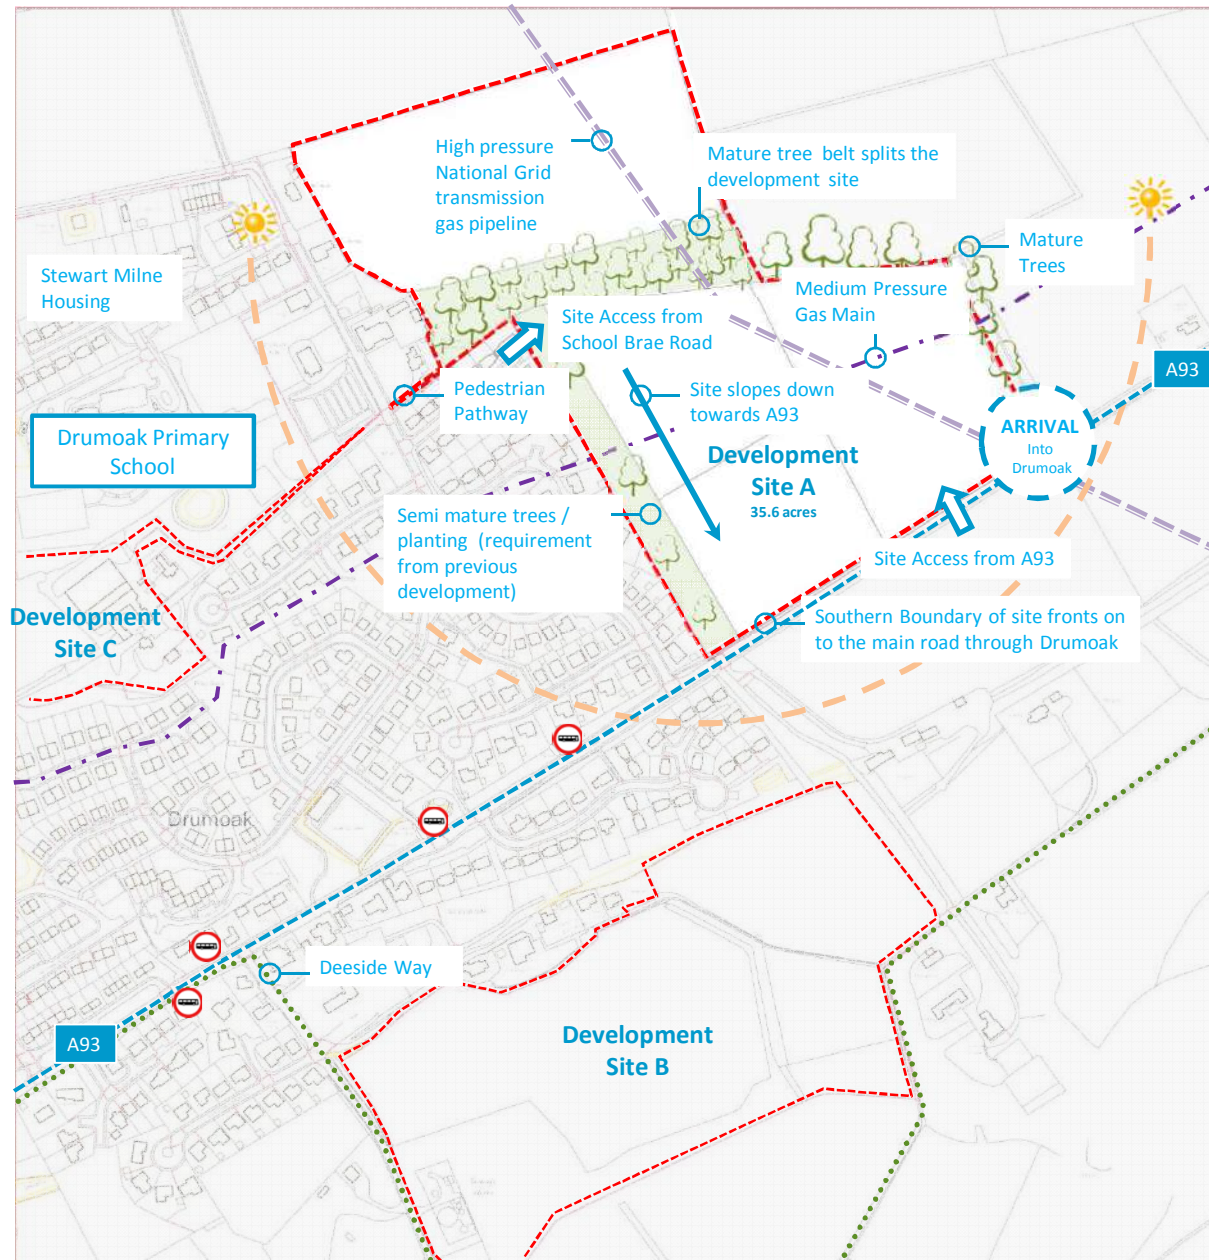 High pressure
National Grid
transmission
gas pipeline
Mature tree belt splits the
development site
Stewart Milne
Housing
Mature
Trees
Medium Pressure
Gas Main
Site Access from
School Brae Road
A93
Pedestrian
Pathway
Site slopes down
towards A93
ARRIVAL
Into
Drumoak
Drumoak Primary
School
Development
Site A
35.6 acres
Semi mature trees /
planting (requirement
from previous
development)
Site Access from A93
Development
Site C
Southern Boundary of site fronts on
to the main road through Drumoak
Drumoak
Deeside Way
A93
Development
Site B